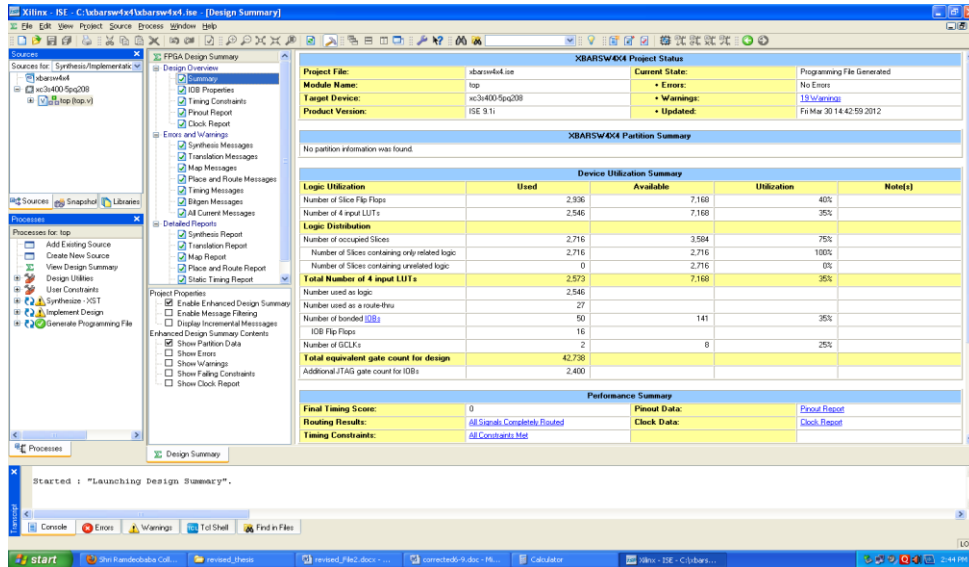 Xilinx - ISE - C:\xbarsw4x4\xbarsw4x4.ise - [Design Summary]
File Edit View Project Source Process Window Help
Sources
Sources for: Synthesis/Implementatic
xbarsw4x4
xc3s400-5pq208
top (top.v)
Sources Snapshot Libraries
Processes
Processes for: top
Add Existing Source
Create New Source
View Design Summary
Design Utilities
User Constraints
Synthesize - XST
Implement Design
Generate Programming File
Processes
FPGA Design Summary
Design Overview
Summary
IOB Properties
Timing Constraints
Pinout Report
Clock Report
Errors and Warnings
Synthesis Messages
Translation Messages
Map Messages
Place and Route Messages
Timing Messages
Bitgen Messages
All Current Messages
Detailed Reports
Synthesis Report
Translation Report
Map Report
Place and Route Report
Static Timing Report
Project Properties
Enable Enhanced Design Summary
Enable Message Filtering
Display Incremental Messages
Enhanced Design Summary Contents
Show Partition Data
Show Errors
Show Warnings
Show Failing Constraints
Show Clock Report
Design Summary
XBARSW4X4 Project Status
Project File: xbarsw4x4.ise Current State: Programming File Generated
Module Name: top • Errors: No Errors
Target Device: xc3s400-5pq208 • Warnings: 19 Warnings
Product Version: ISE 9.1i • Updated: Fri Mar 30 14:42:59 2012
XBARSW4X4 Partition Summary
No partition information was found.
Device Utilization Summary
Logic Utilization Used Available Utilization Note(s)
Number of Slice Flip Flops 2,936 7,168 40%
Number of 4 input LUTs 2,546 7,168 35%
Logic Distribution
Number of occupied Slices 2,716 3,584 75%
Number of Slices containing only related logic 2,716 2,716 100%
Number of Slices containing unrelated logic 0 2,716 0%
Total Number of 4 input LUTs 2,573 7,168 35%
Number used as logic 2,546
Number used as a route-thru 27
Number of bonded IOBs 50 141 35%
IOB Flip Flops 16
Number of GCLKs 2 8 25%
Total equivalent gate count for design 42,738
Additional JTAG gate count for IOBs 2,400
Performance Summary
Final Timing Score: 0 Pinout Data: Pinout Report
Routing Results: All Signals Completely Routed Clock Data: Clock Report
Timing Constraints: All Constraints Met
Started : "Launching Design Summary".
Transcript
Console Errors Warnings Tcl Shell Find in Files
start Shri Ramdeobaba Coll... revised_thesis revised_File2.docx - ... corrected6-9.doc - Mi... Calculator Xilinx - ISE - C:\xbars... 2:44 PM